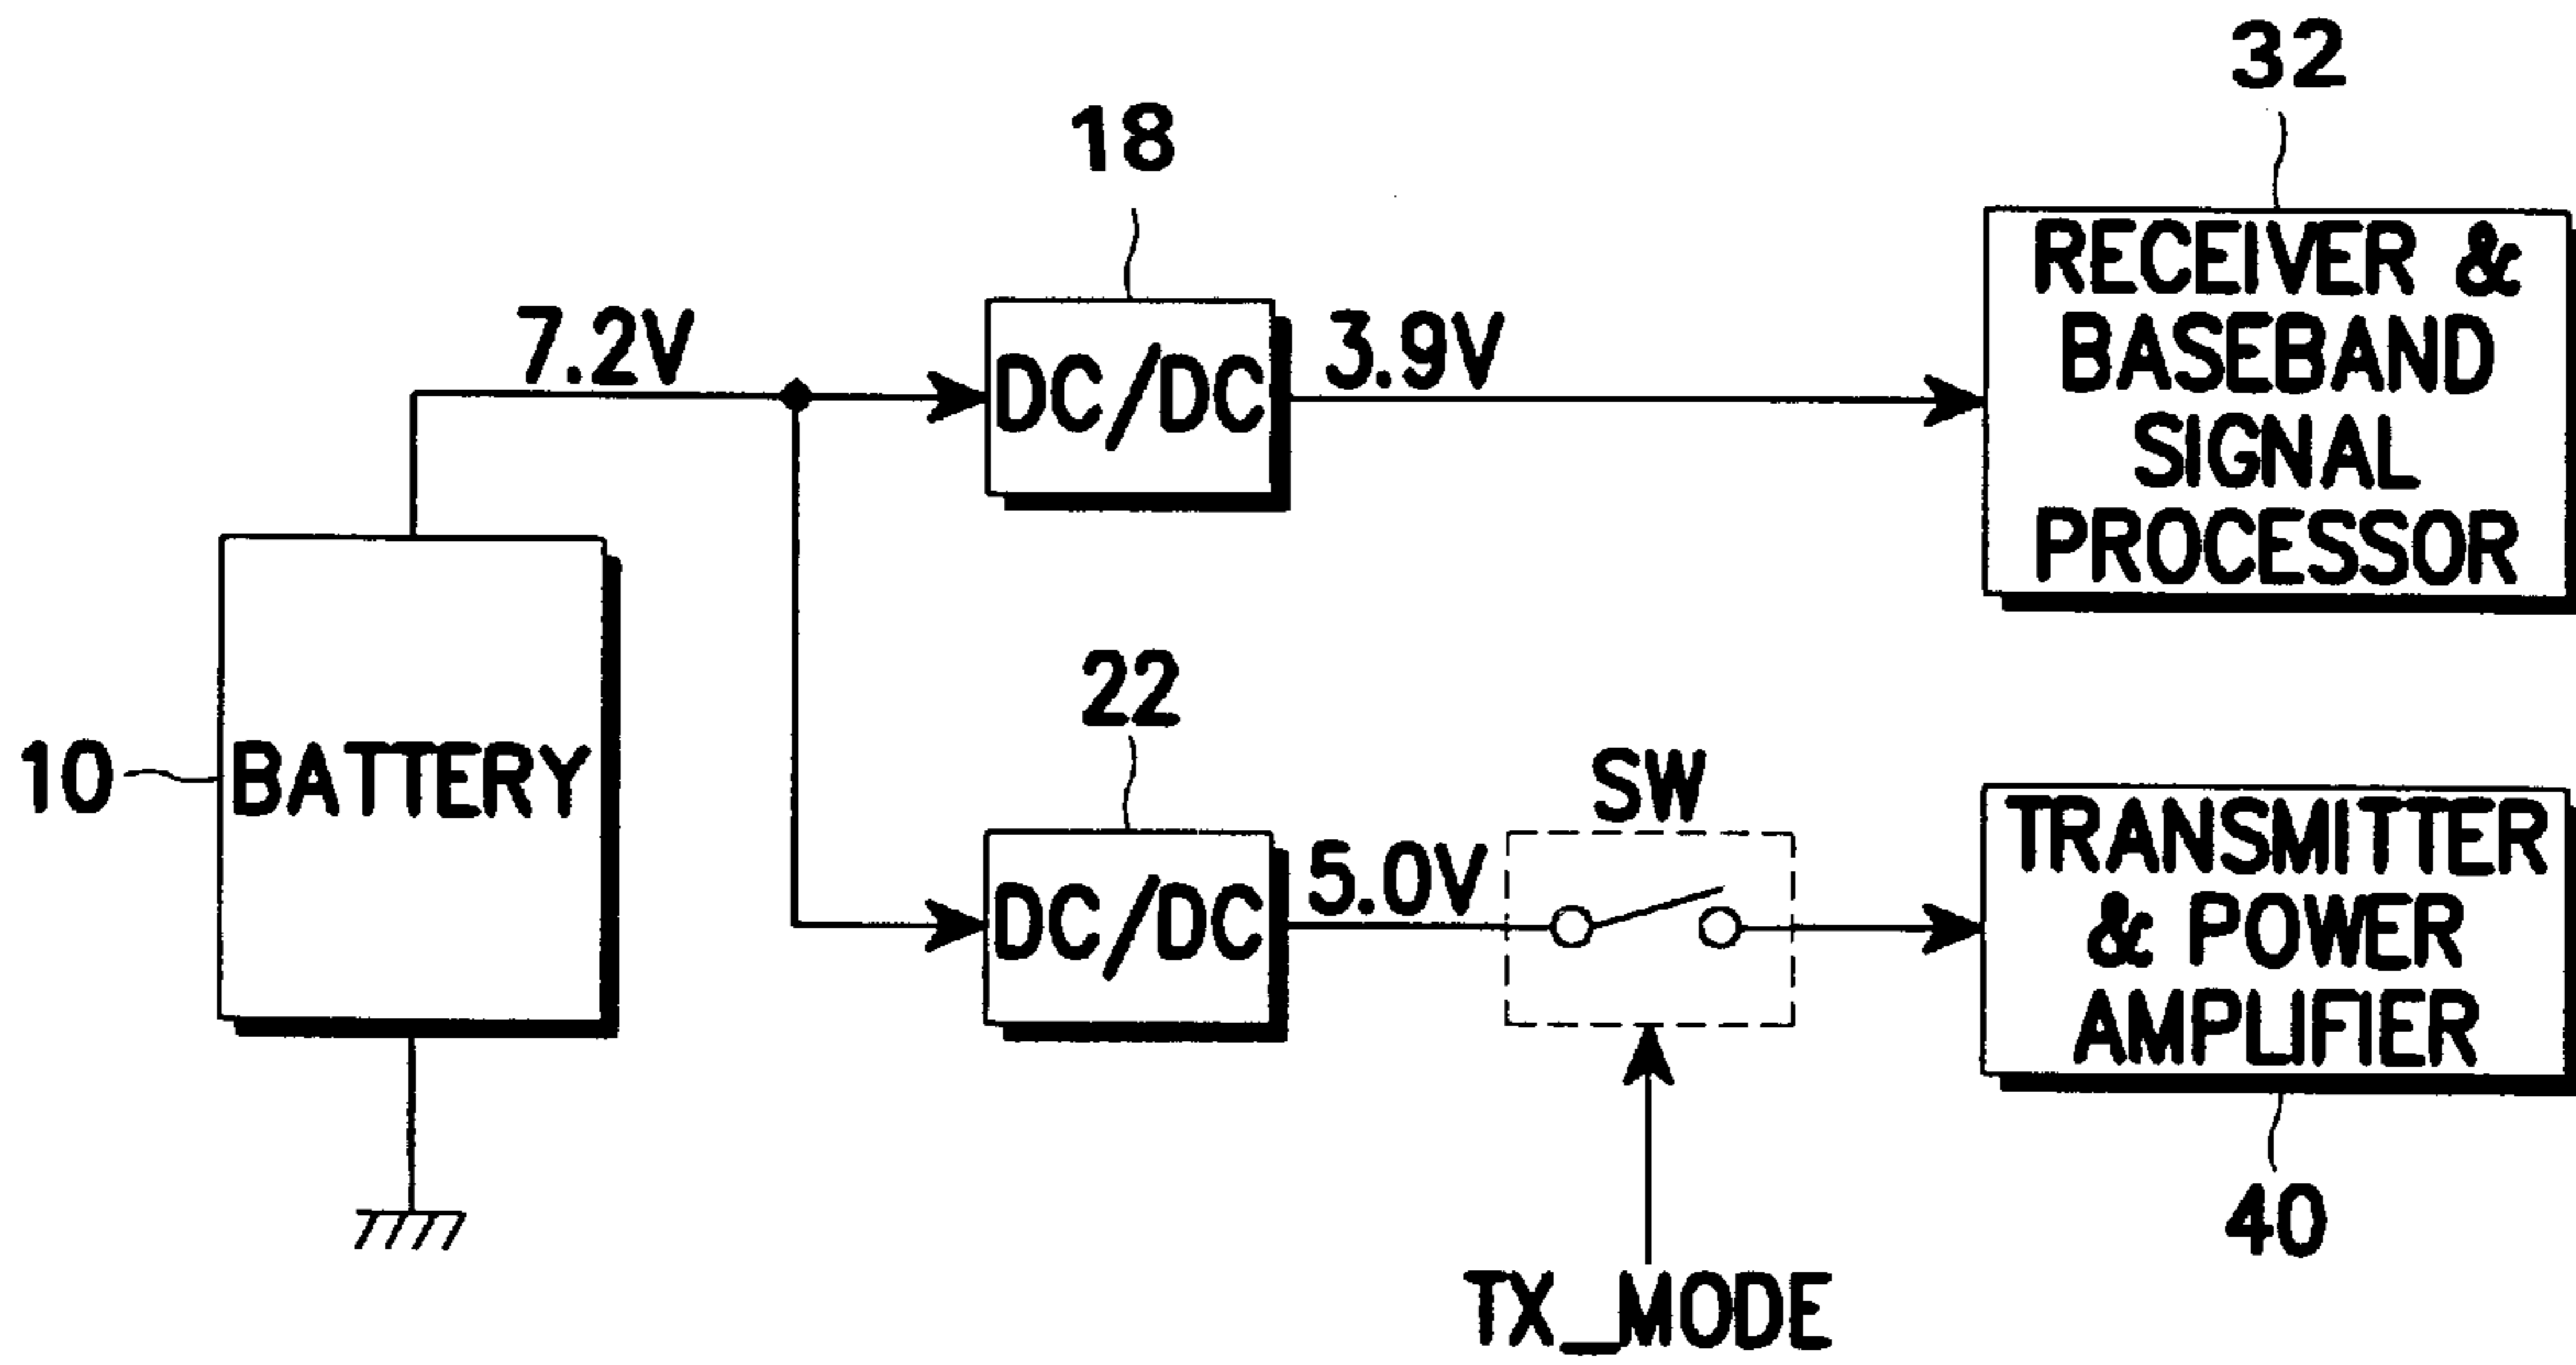 32
18
RECEIVER &
BASEBAND
SIGNAL
PROCESSOR
7.2V
DC/DC
3.9V
22
SW
10
BATTERY
DC/DC
5.0V
TRANSMITTER
& POWER
AMPLIFIER
40
TX_MODE